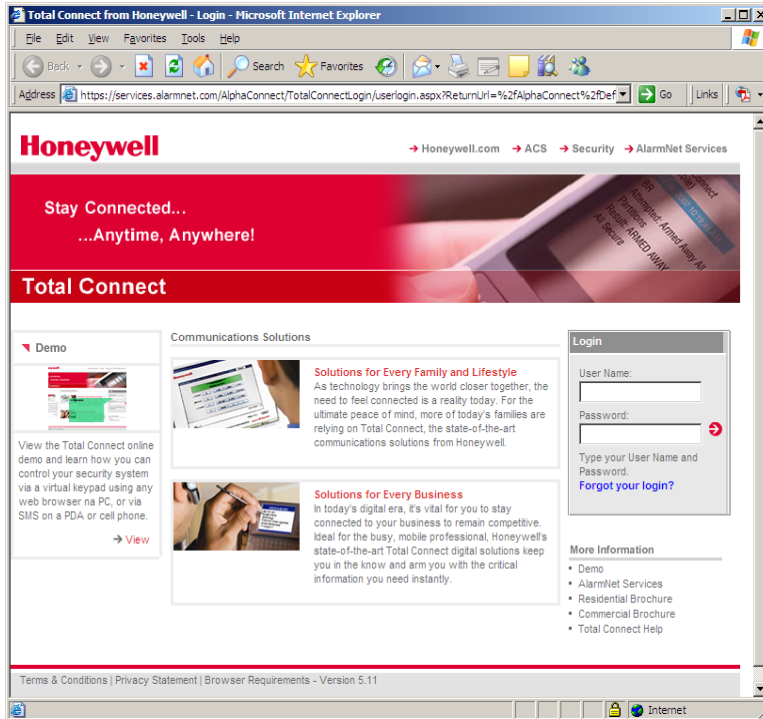 Total Connect from Honeywell - Login - Microsoft Internet Explorer
File Edit View Favorites Tools Help
Back Search Favorites
Address https://services.alarmnet.com/AlphaConnect/TotalConnectLogin/userlogin.aspx?ReturnUrl=%2fAlphaConnect%2fDef Go Links
Honeywell
Honeywell.com ACS Security AlarmNet Services
Stay Connected...
...Anytime, Anywhere!
BR
Attempted: Armed Away All
Partitions
Result: ARMED AWAY
All Secure
Total Connect
Demo
View the Total Connect online
demo and learn how you can
control your security system
via a virtual keypad using any
web browser na PC, or via
SMS on a PDA or cell phone.
View
Communications Solutions
Solutions for Every Family and Lifestyle
As technology brings the world closer together, the
need to feel connected is a reality today. For the
ultimate peace of mind, more of today's families are
relying on Total Connect, the state-of-the-art
communications solutions from Honeywell.
Solutions for Every Business
In today's digital era, it's vital for you to stay
connected to your business to remain competitive.
Ideal for the busy, mobile professional, Honeywell's
state-of-the-art Total Connect digital solutions keep
you in the know and arm you with the critical
information you need instantly.
Login
User Name:
Password:
Type your User Name and
Password.
Forgot your login?
More Information
Demo
AlarmNet Services
Residential Brochure
Commercial Brochure
Total Connect Help
Terms & Conditions | Privacy Statement | Browser Requirements - Version 5.11
Internet